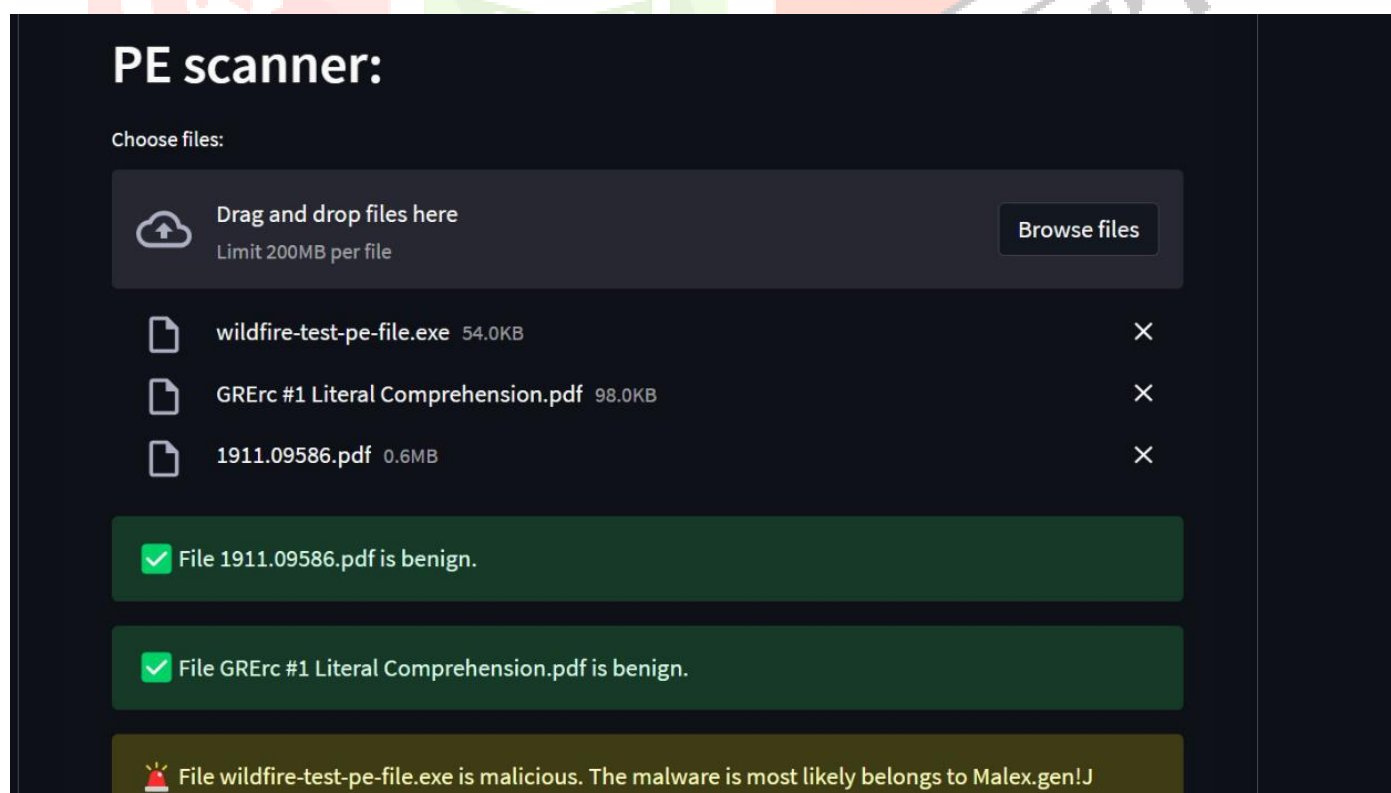 PE scanner:
Choose files:
Drag and drop files here
Limit 200MB per file
Browse files
wildfire-test-pe-file.exe 54.0KB
GRErc #1 Literal Comprehension.pdf 98.0KB
1911.09586.pdf 0.6MB
File 1911.09586.pdf is benign.
File GRErc #1 Literal Comprehension.pdf is benign.
File wildfire-test-pe-file.exe is malicious. The malware is most likely belongs to Malex.gen!J